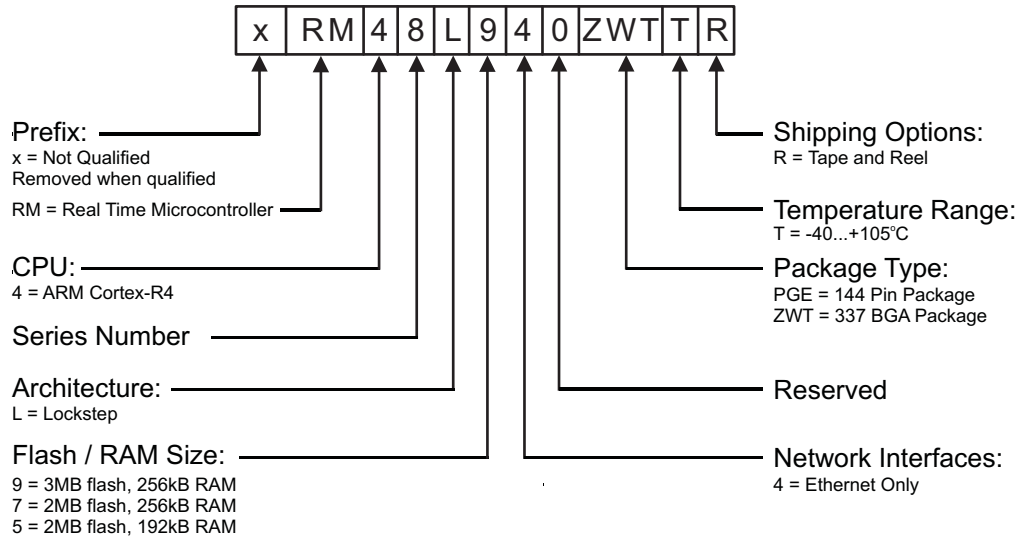 x RM 4 8 L 9 4 0 ZWT T R
Prefix:
x = Not Qualified
Removed when qualified
RM = Real Time Microcontroller
CPU:
4 = ARM Cortex-R4
Series Number
Architecture:
L = Lockstep
Flash / RAM Size:
9 = 3MB flash, 256kB RAM
7 = 2MB flash, 256kB RAM
5 = 2MB flash, 192kB RAM
Shipping Options:
R = Tape and Reel
Temperature Range:
T = -40...+105°C
Package Type:
PGE = 144 Pin Package
ZWT = 337 BGA Package
Reserved
Network Interfaces:
4 = Ethernet Only